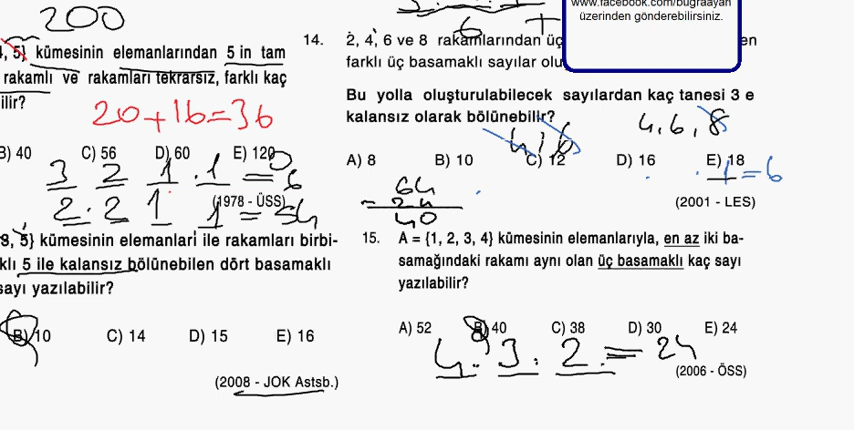 200
, 5} kümesinin elemanlarından 5 in tam
rakamlı ve rakamları tekrarsız, farklı kaç
ilir?
20+16=36
B) 40 C) 56 D) 60 E) 120
3 2 1 . 1 = 6
(1978 - ÜSS)
2 . 2 1 1 = 54
, 5} kümesinin elemanları ile rakamları birbi-
klı 5 ile kalansız bölünebilen dört basamaklı
sayı yazılabilir?
B) 10 C) 14 D) 15 E) 16
(2008 - JOK Astsb.)
6 +
www.facebook.com/bugraayan
üzerinden gönderebilirsiniz.
14. 2, 4, 6 ve 8 rakamlarından üç en
farklı üç basamaklı sayılar olu
Bu yolla oluşturulabilecek sayılardan kaç tanesi 3 e
kalansız olarak bölünebilir?
4, 6, 8
A) 8 B) 10 C) 12 D) 16 E) 18
1 = 6
64
- 24
40
(2001 - LES)
15. A = {1, 2, 3, 4} kümesinin elemanlarıyla, en az iki ba-
samağındaki rakamı aynı olan üç basamaklı kaç sayı
yazılabilir?
A) 52 B) 40 C) 38 D) 30 E) 24
4 . 3 . 2 . = 24
(2006 - ÖSS)